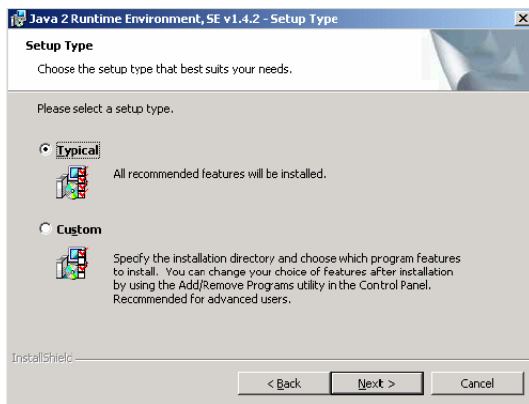 Java 2 Runtime Environment, SE v1.4.2 - Setup Type
Setup Type
Choose the setup type that best suits your needs.
Please select a setup type.
Typical
All recommended features will be installed.
Custom
Specify the installation directory and choose which program features
to install. You can change your choice of features after installation
by using the Add/Remove Programs utility in the Control Panel.
Recommended for advanced users.
InstallShield
< Back
Next >
Cancel